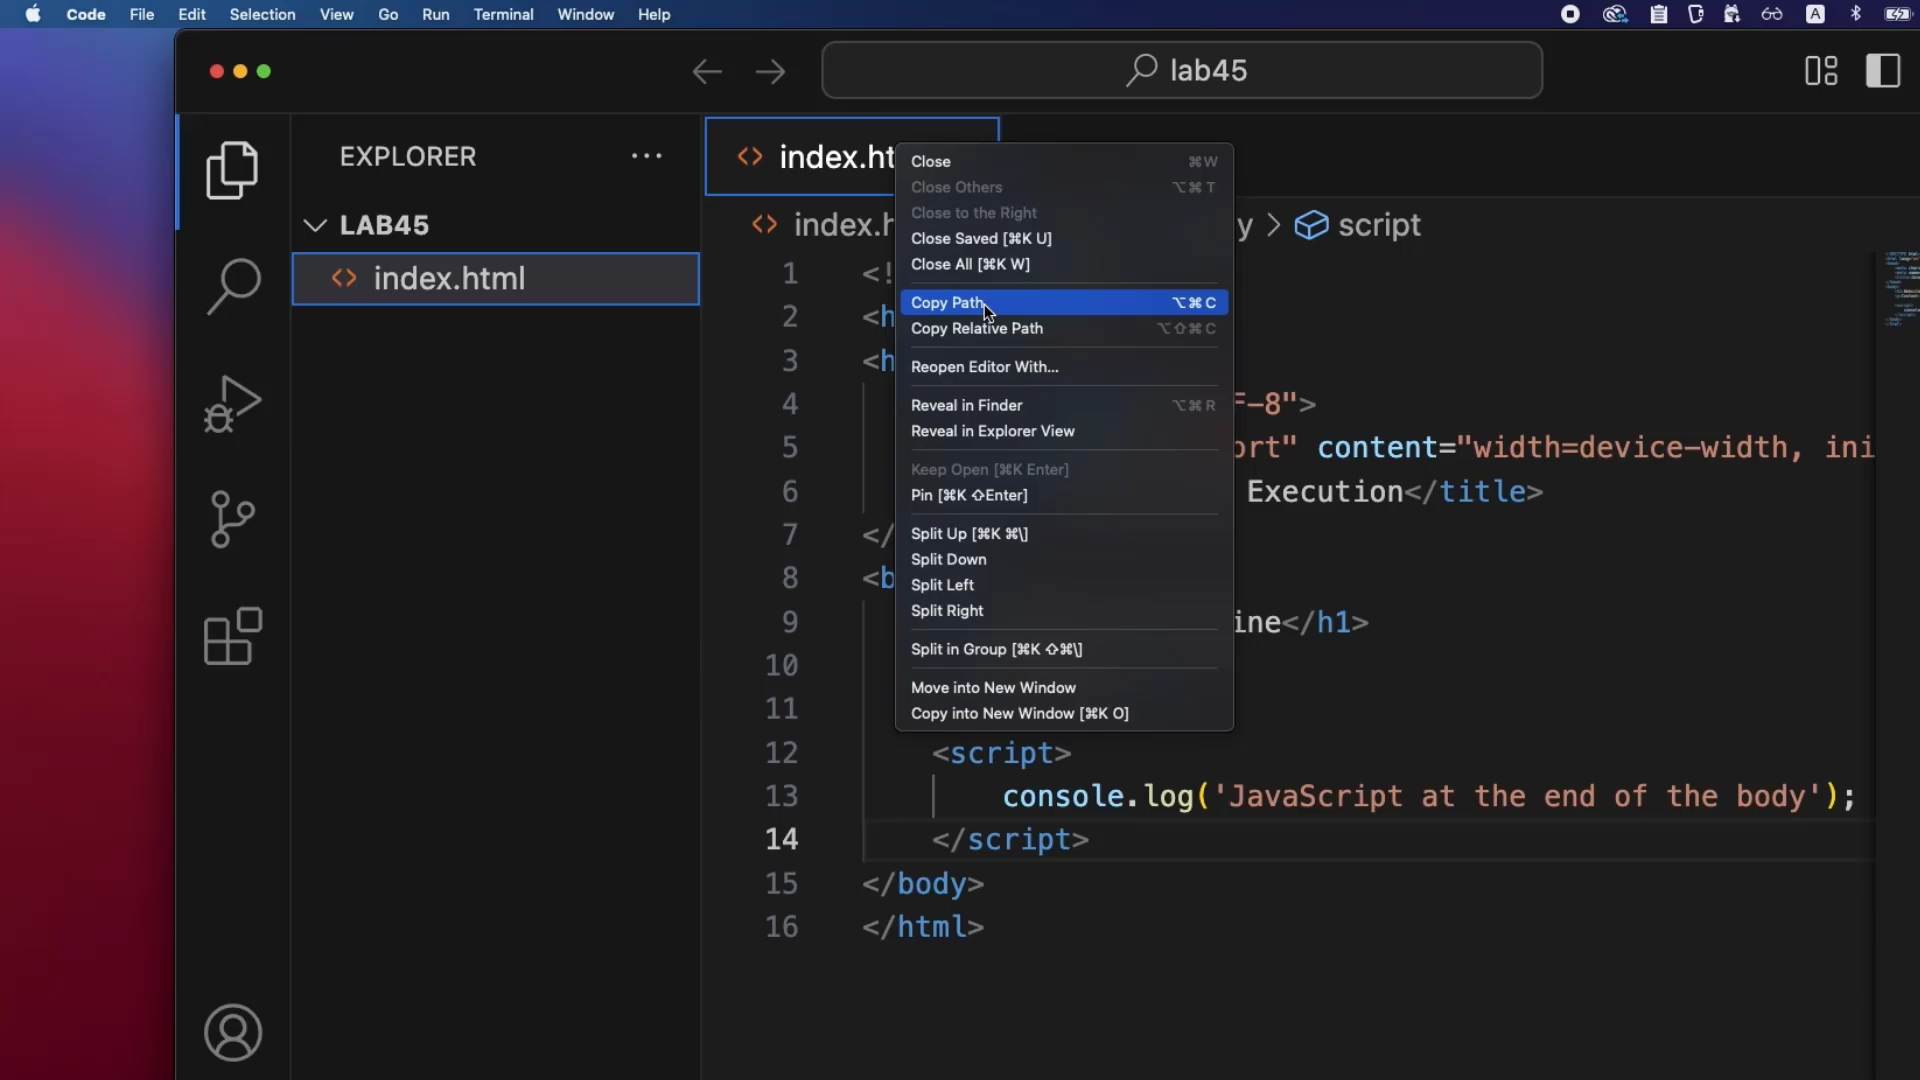 Code File Edit Selection View Go Run Terminal Window Help A
lab45
EXPLORER ...
LAB45
index.html
index.ht
index.h y > script
Close ⌘W
Close Others ⌥⌘T
Close to the Right
Close Saved [⌘K U]
Close All [⌘K W]
Copy Path ⌥⌘C
Copy Relative Path ⌥⇧⌘C
Reopen Editor With...
Reveal in Finder ⌥⌘R
Reveal in Explorer View
Keep Open [⌘K Enter]
Pin [⌘K ⇧Enter]
Split Up [⌘K ⌘\]
Split Down
Split Left
Split Right
Split in Group [⌘K ⇧⌘\]
Move into New Window
Copy into New Window [⌘K O]
1 <!
2 <h
3 <h
4 F-8">
5 ort" content="width=device-width, ini
6 Execution</title>
7 </
8 <b
9 ine</h1>
10
11
12 <script>
13 console.log('JavaScript at the end of the body');
14 </script>
15 </body>
16 </html>